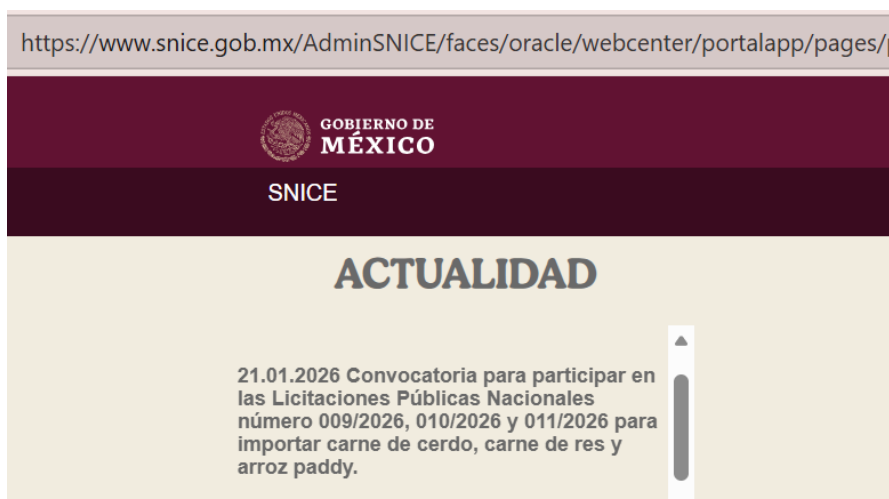 https://www.snice.gob.mx/AdminSNICE/faces/oracle/webcenter/portalapp/pages/
GOBIERNO DE
MÉXICO
SNICE
ACTUALIDAD
21.01.2026 Convocatoria para participar en
las Licitaciones Públicas Nacionales
número 009/2026, 010/2026 y 011/2026 para
importar carne de cerdo, carne de res y
arroz paddy.